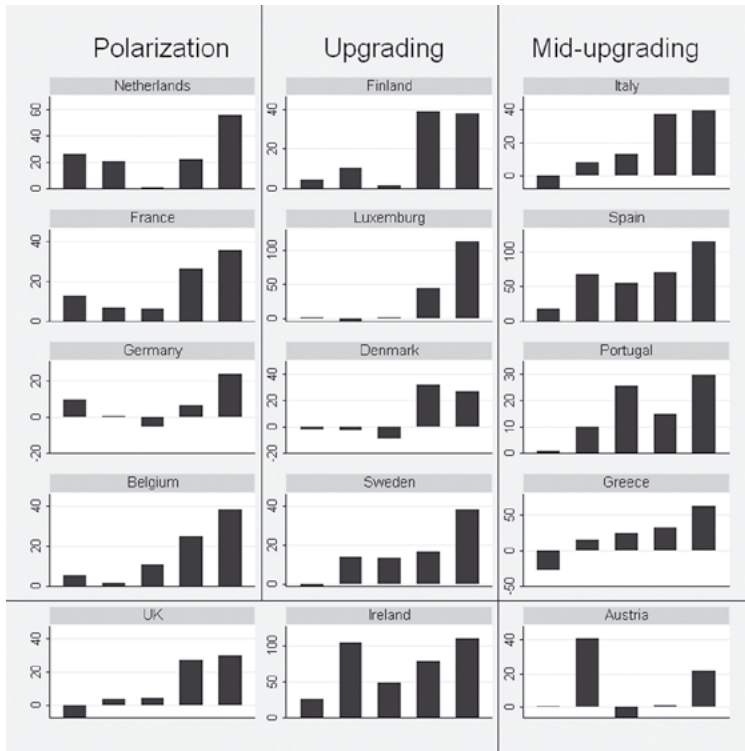 Polarization Upgrading Mid-upgrading
Netherlands Finland Italy
0 20 40 60
0 20 40
0 20 40
France Luxemburg Spain
0 20 40
0 50 100
0 50 100
Germany Denmark Portugal
-20 0 20
-20 0 20 40
0 10 20 30
Belgium Sweden Greece
0 20 40
0 20 40
-50 0 50
UK Ireland Austria
0 20 40
0 50 100
0 20 40